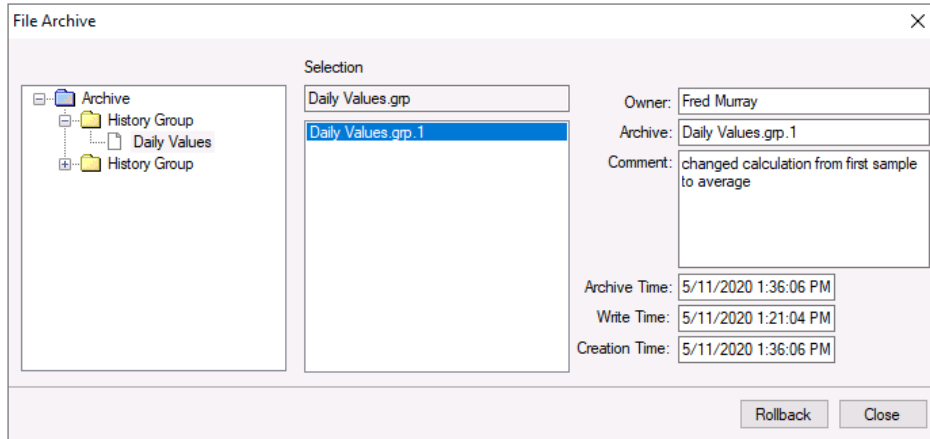 File Archive
Selection
Archive
History Group
Daily Values
History Group
Daily Values.grp
Daily Values.grp.1
Owner: Fred Murray
Archive: Daily Values.grp.1
Comment: changed calculation from first sample
to average
Archive Time: 5/11/2020 1:36:06 PM
Write Time: 5/11/2020 1:21:04 PM
Creation Time: 5/11/2020 1:36:06 PM
Rollback Close